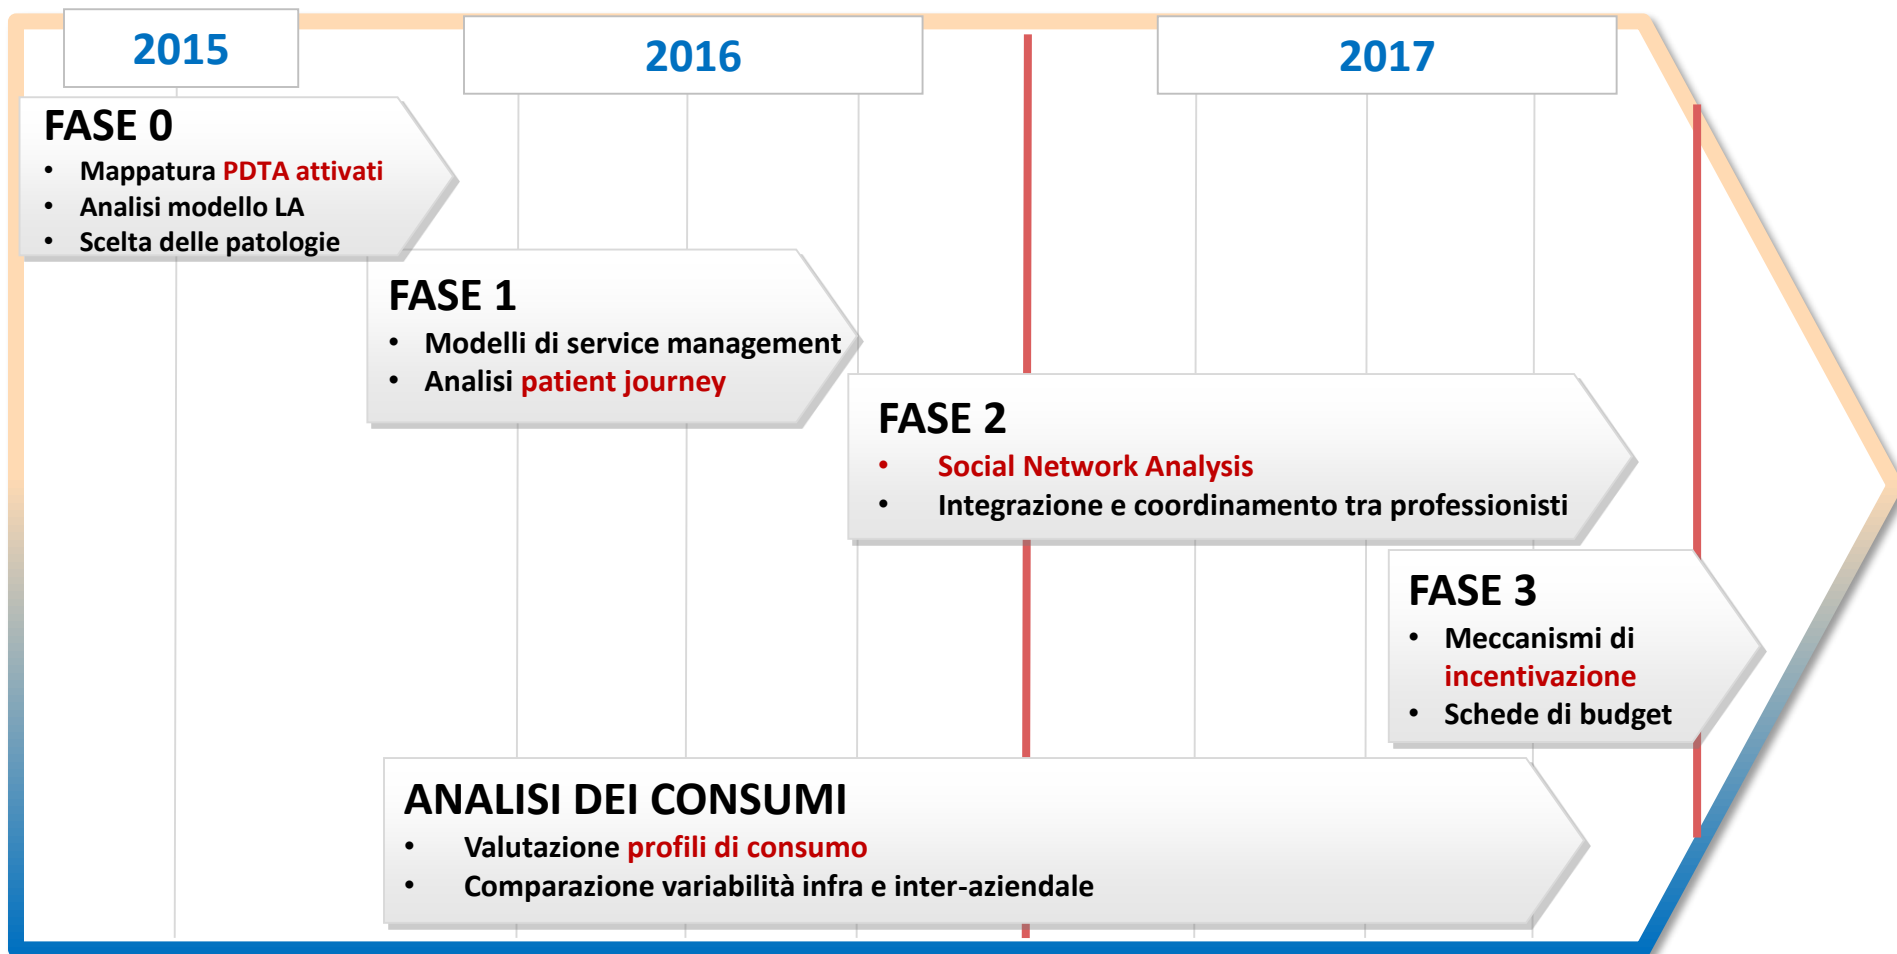 2015
2016
2017
FASE 0
• Mappatura PDTA attivati
• Analisi modello LA
• Scelta delle patologie
FASE 1
• Modelli di service management
• Analisi patient journey
FASE 2
• Social Network Analysis
• Integrazione e coordinamento tra professionisti
FASE 3
• Meccanismi di
incentivazione
• Schede di budget
ANALISI DEI CONSUMI
• Valutazione profili di consumo
• Comparazione variabilità infra e inter-aziendale